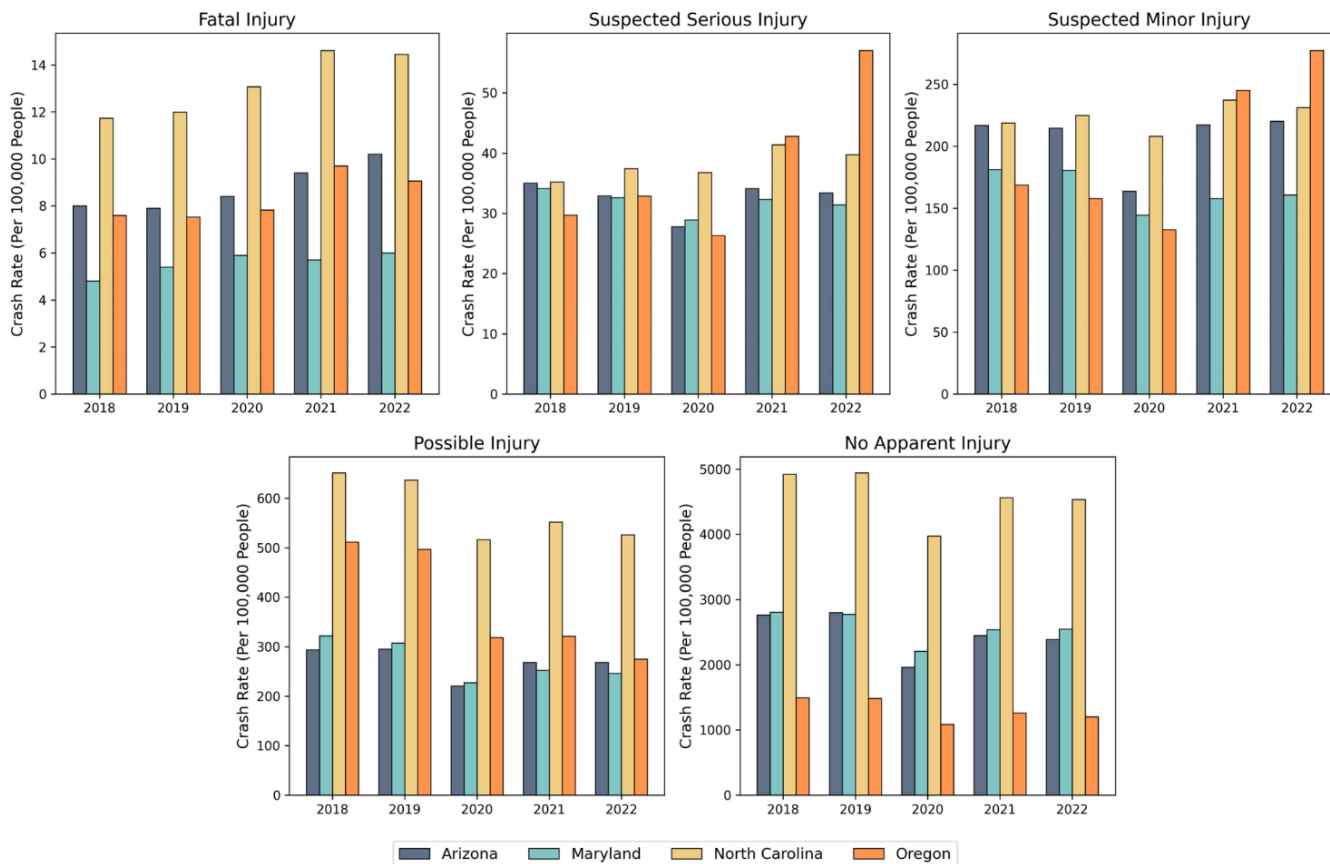 Fatal Injury
Crash Rate (Per 100,000 People)
14
12
10
8
6
4
2
0
2018 2019 2020 2021 2022
Suspected Serious Injury
Crash Rate (Per 100,000 People)
50
40
30
20
10
0
2018 2019 2020 2021 2022
Suspected Minor Injury
Crash Rate (Per 100,000 People)
250
200
150
100
50
0
2018 2019 2020 2021 2022
Possible Injury
Crash Rate (Per 100,000 People)
600
500
400
300
200
100
0
2018 2019 2020 2021 2022
No Apparent Injury
Crash Rate (Per 100,000 People)
5000
4000
3000
2000
1000
0
2018 2019 2020 2021 2022
Arizona Maryland North Carolina Oregon